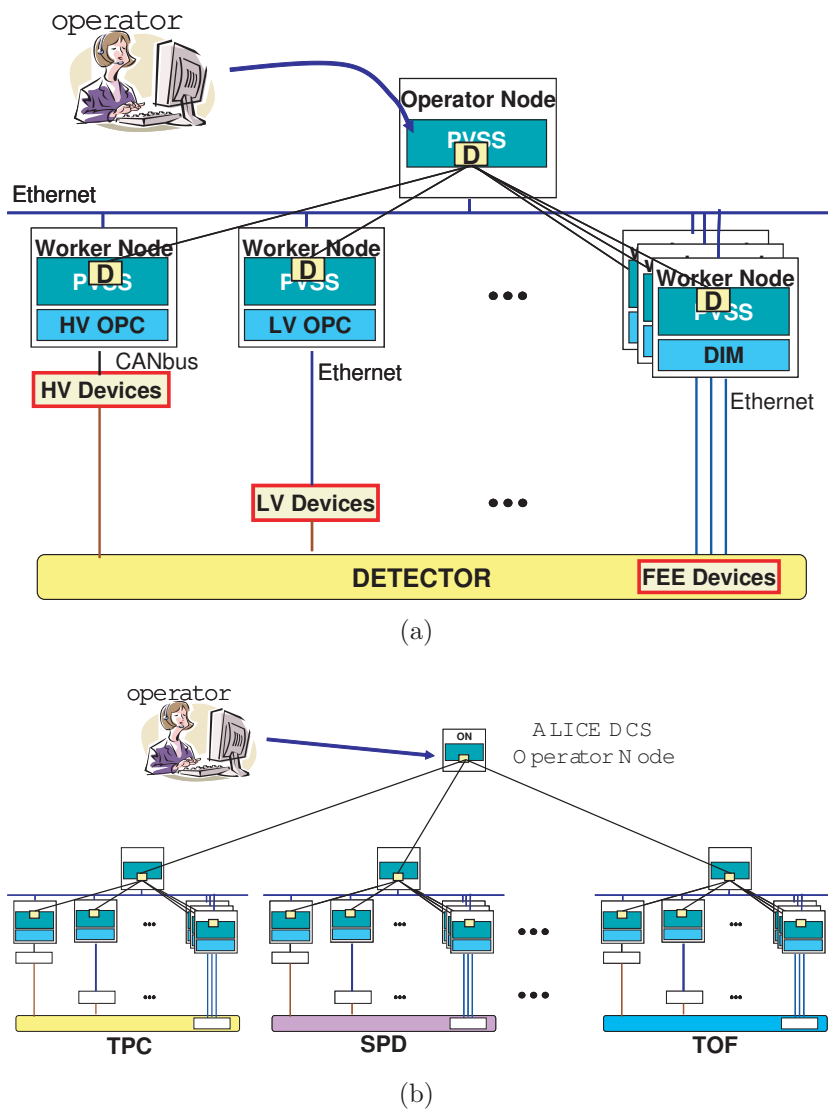 operator
Operator Node
PVSS
D
Ethernet
Worker Node
D
PVSS
HV OPC
CANbus
HV Devices
Worker Node
D
PVSS
LV OPC
Ethernet
LV Devices
•••
•••
Worker Node
D
PVSS
DIM
Ethernet
DETECTOR
FEE Devices
(a)
operator
ON
ALICE DCS
Operator Node
•••
•••
•••
•••
•••
•••
•••
•••
TPC
SPD
TOF
(b)